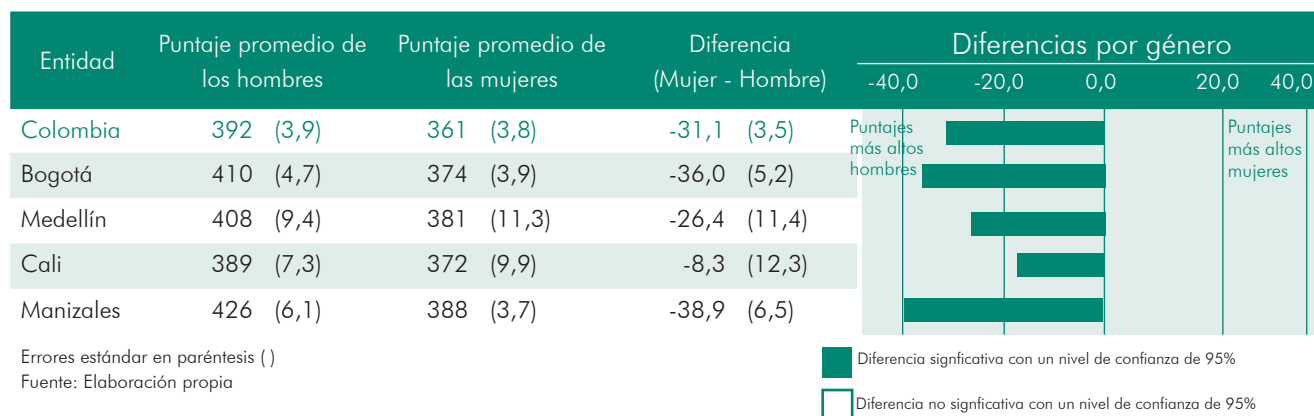 Entidad
Puntaje promedio de
los hombres
Puntaje promedio de
las mujeres
Diferencia
(Mujer - Hombre)
Diferencias por género
-40,0 -20,0 0,0 20,0 40,0
Colombia 392 (3,9) 361 (3,8) -31,1 (3,5)
Bogotá 410 (4,7) 374 (3,9) -36,0 (5,2)
Medellín 408 (9,4) 381 (11,3) -26,4 (11,4)
Cali 389 (7,3) 372 (9,9) -8,3 (12,3)
Manizales 426 (6,1) 388 (3,7) -38,9 (6,5)
Puntajes
más altos
hombres
Puntajes
más altos
mujeres
Errores estándar en paréntesis ( )
Fuente: Elaboración propia
Diferencia signficativa con un nivel de confianza de 95%
Diferencia no signficativa con un nivel de confianza de 95%